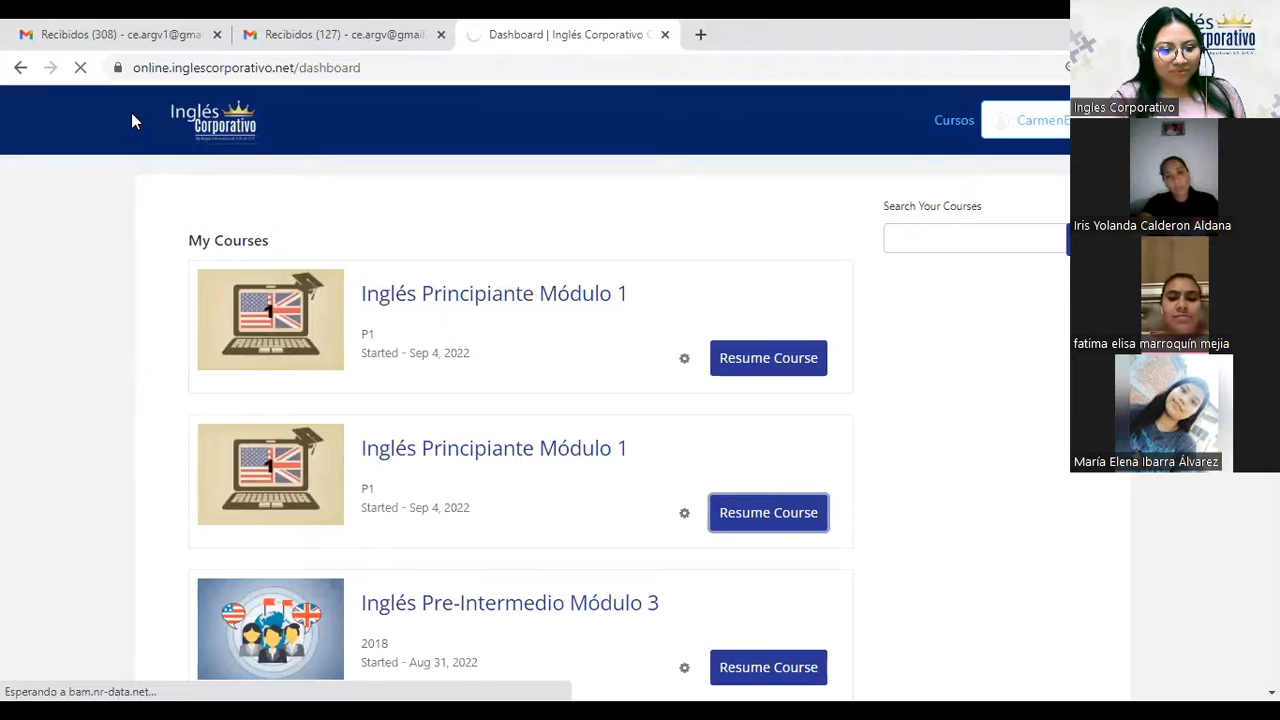 Recibidos (308) - ce.argv1@gma
Recibidos (127) - ce.argv@gmail.
Dashboard | Inglés Corporativo C
online.inglescorporativo.net/dashboard
Inglés
Corporativo
Cursos
CarmenE
Search Your Courses
My Courses
Inglés Principiante Módulo 1
P1
Started - Sep 4, 2022
Resume Course
Inglés Principiante Módulo 1
P1
Started - Sep 4, 2022
Resume Course
Inglés Pre-Intermedio Módulo 3
2018
Started - Aug 31, 2022
Resume Course
Esperando a bam.nr-data.net...
Ingles Corporativo
Iris Yolanda Calderon Aldana
fatima elisa marroquín mejia
María Elena Ibarra Álvarez